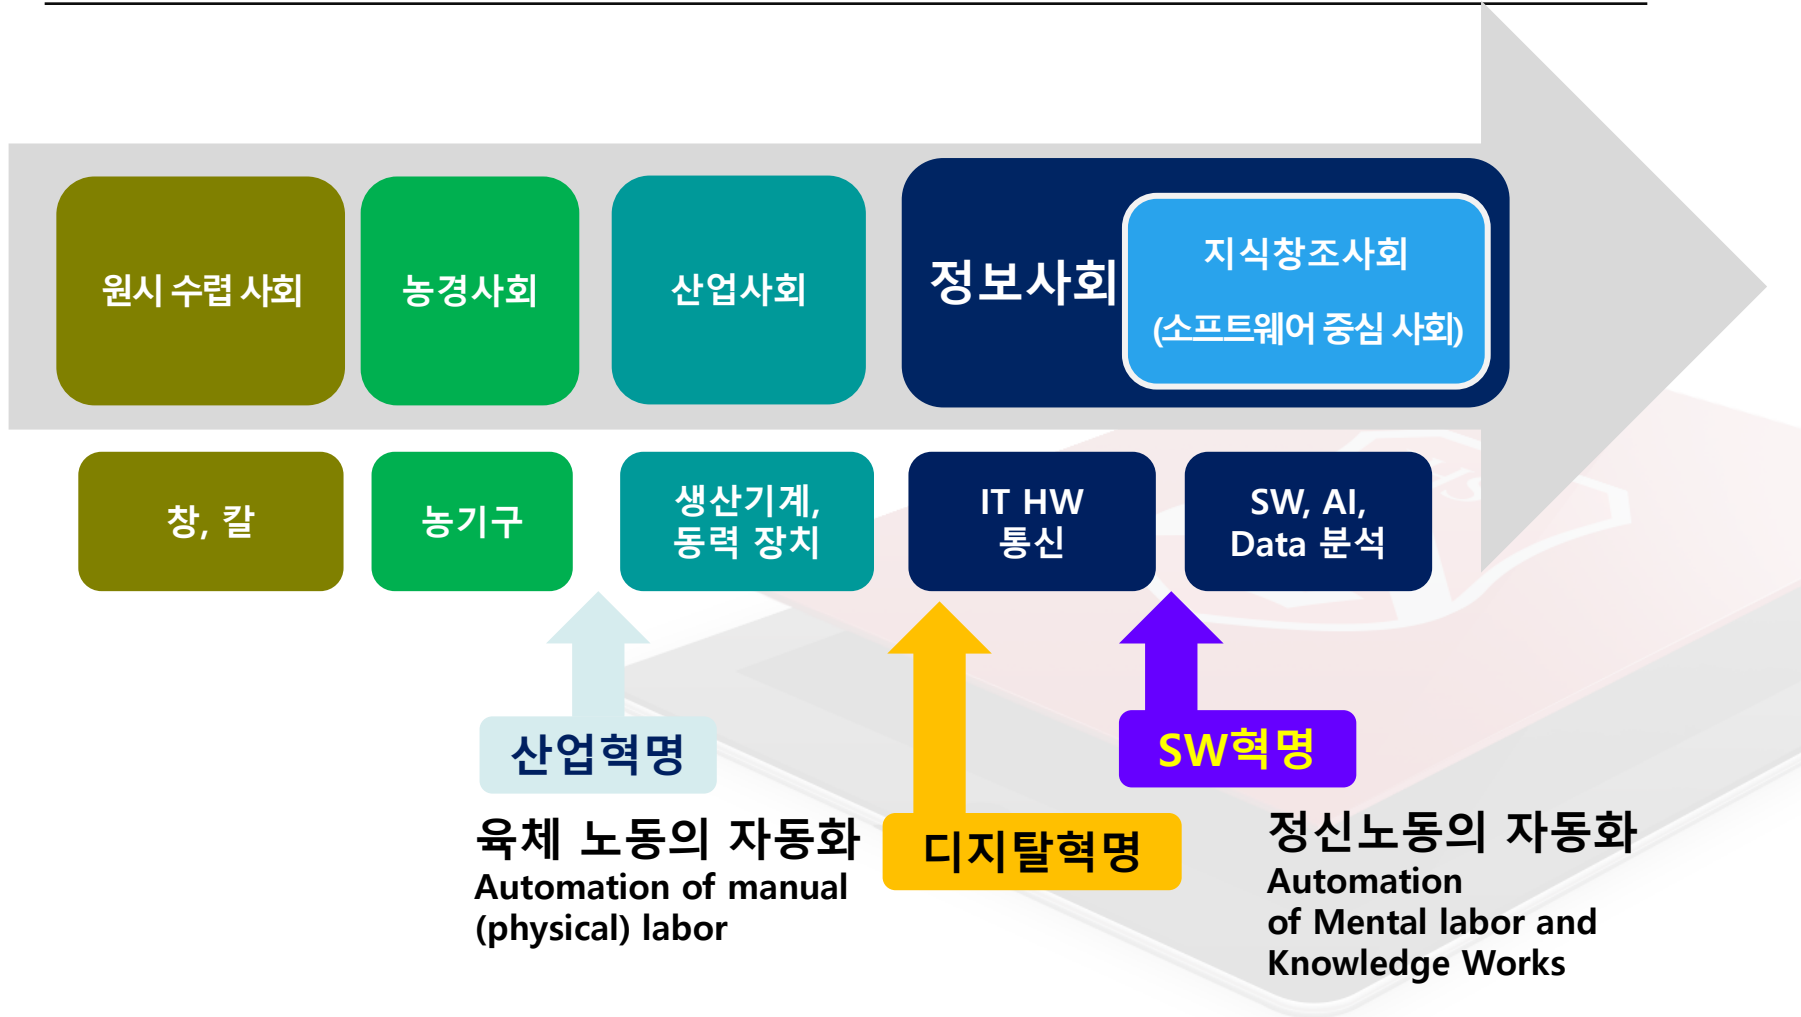 원시 수렵 사회
농경사회
산업사회
정보사회
지식창조사회
(소프트웨어 중심 사회)
창, 칼
농기구
생산기계,
동력 장치
IT HW
통신
SW, AI,
Data 분석
산업혁명
육체 노동의 자동화
Automation of manual
(physical) labor
디지탈혁명
SW혁명
정신노동의 자동화
Automation
of Mental labor and
Knowledge Works